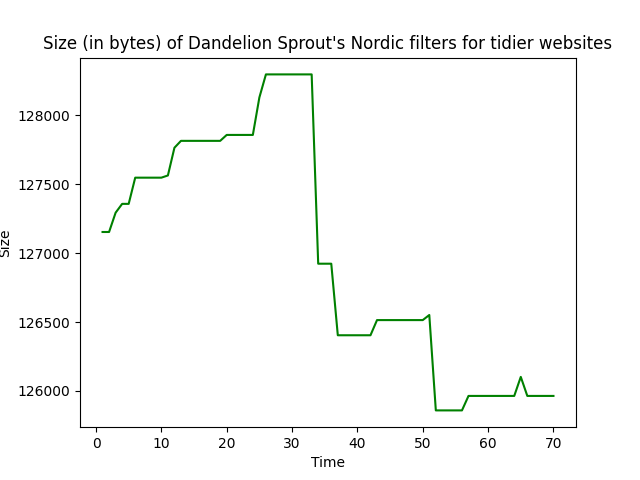 Size (in bytes) of Dandelion Sprout's Nordic filters for tidier websites
128000
127500
127000
126500
126000
Size
0 10 20 30 40 50 60 70
Time